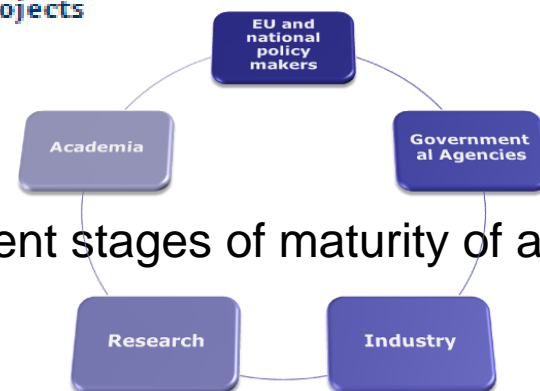 ojects
EU and
national
policy
makers
Academia
Government
al Agencies
ent stages of maturity of a
Research
Industry